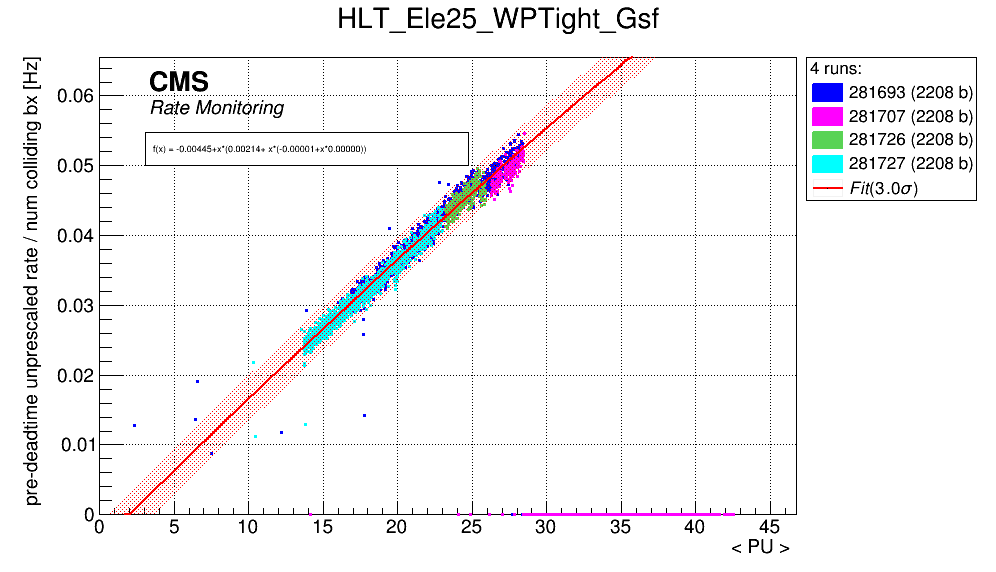 HLT_Ele25_WPTight_Gsf
CMS
Rate Monitoring
f(x) = -0.00445+x*(0.00214+ x*(-0.00001+x*0.00000))
pre-deadtime unprescaled rate / num colliding bx [Hz]
0.06
0.05
0.04
0.03
0.02
0.01
0
0 5 10 15 20 25 30 35 40 45
< PU >
4 runs:
281693 (2208 b)
281707 (2208 b)
281726 (2208 b)
281727 (2208 b)
Fit(3.0σ)